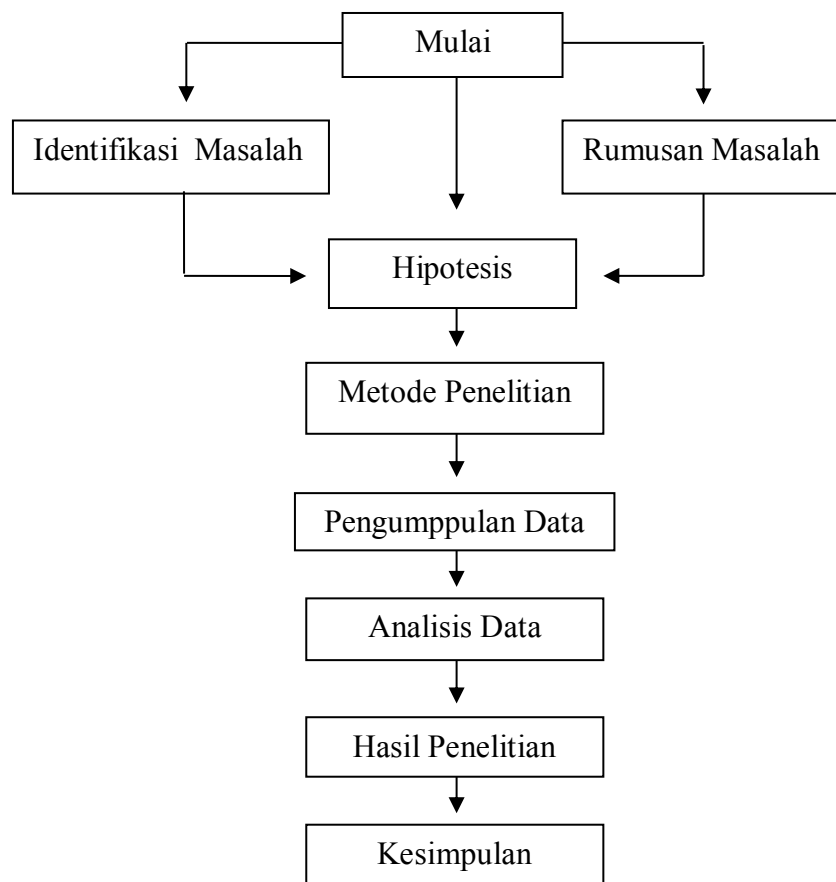 Mulai
Identifikasi Masalah
Rumusan Masalah
Hipotesis
Metode Penelitian
Pengumppulan Data
Analisis Data
Hasil Penelitian
Kesimpulan